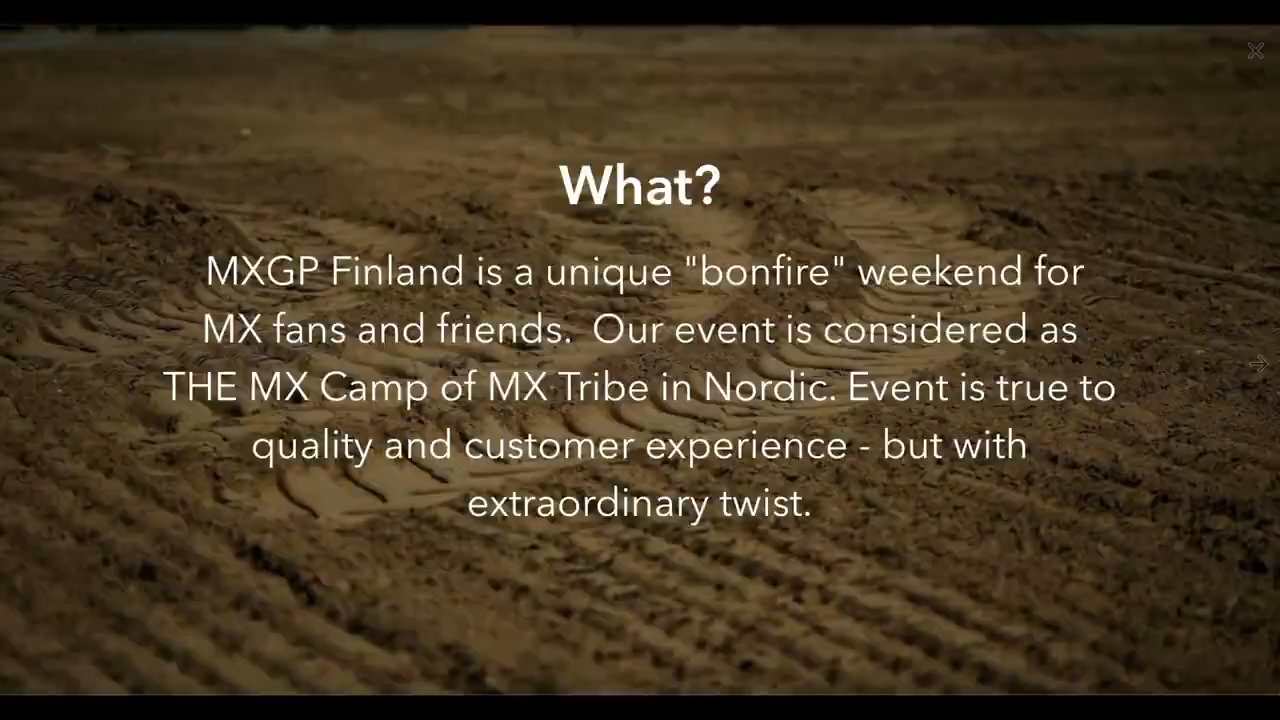 What?
MXGP Finland is a unique "bonfire" weekend for
MX fans and friends.  Our event is considered as
THE MX Camp of MX Tribe in Nordic. Event is true to
quality and customer experience - but with
extraordinary twist.